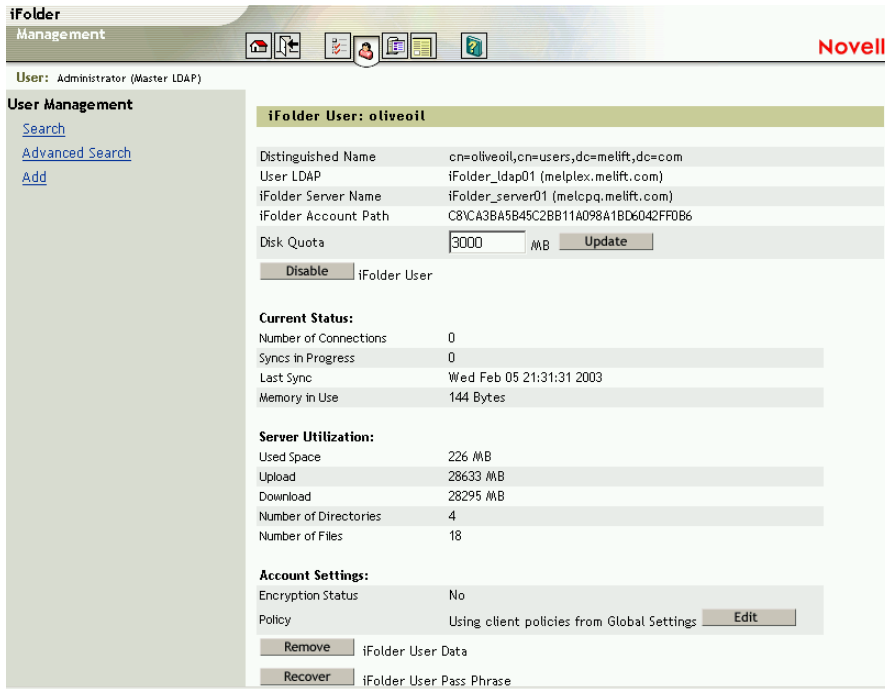 iFolder
Management
Novell
User: Administrator (Master LDAP)
User Management
Search
Advanced Search
Add
iFolder User: oliveoil
Distinguished Name cn=oliveoil,cn=users,dc=melift,dc=com
User LDAP iFolder_ldap01 (melplex.melift.com)
iFolder Server Name iFolder_server01 (melcpq.melift.com)
iFolder Account Path C8\CA3BA5B45C2BB11A098A1BD6042FF0B6
Disk Quota 3000 MB Update
Disable iFolder User
Current Status:
Number of Connections 0
Syncs in Progress 0
Last Sync Wed Feb 05 21:31:31 2003
Memory in Use 144 Bytes
Server Utilization:
Used Space 226 MB
Upload 28633 MB
Download 28295 MB
Number of Directories 4
Number of Files 18
Account Settings:
Encryption Status No
Policy Using client policies from Global Settings Edit
Remove iFolder User Data
Recover iFolder User Pass Phrase